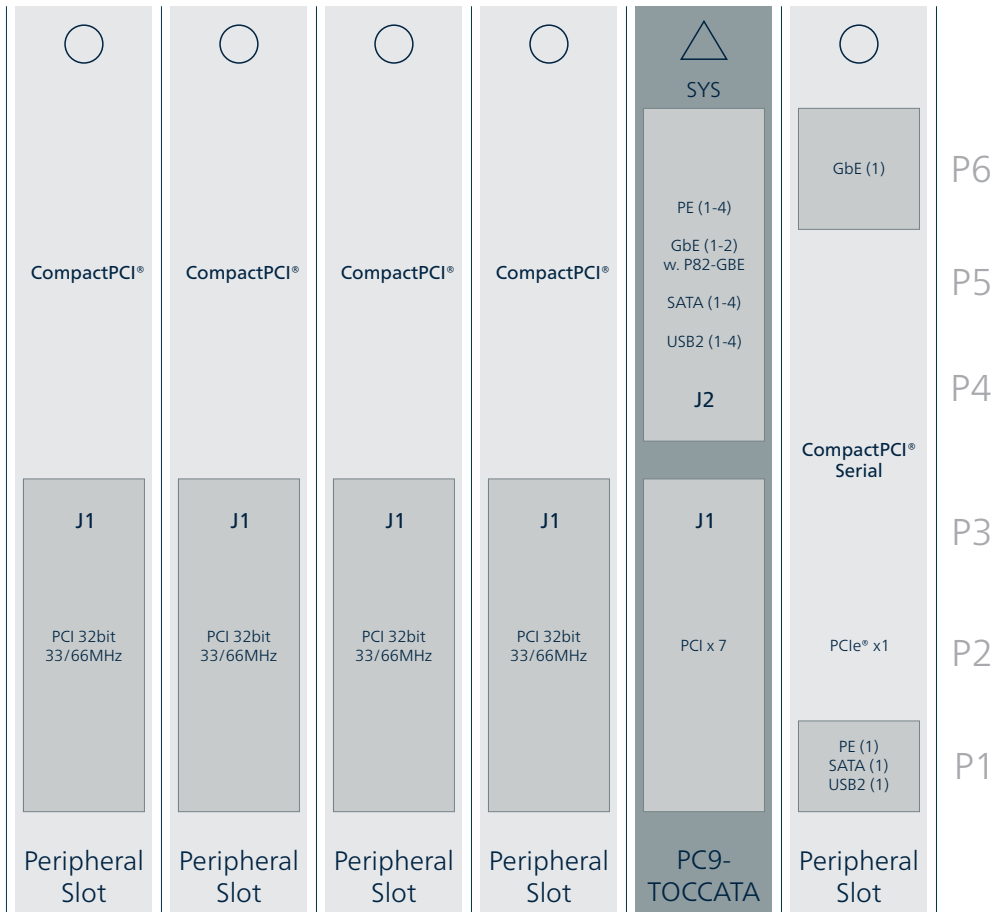 CompactPCI®
J1
PCI 32bit
33/66MHz
Peripheral
Slot
CompactPCI®
J1
PCI 32bit
33/66MHz
Peripheral
Slot
CompactPCI®
J1
PCI 32bit
33/66MHz
Peripheral
Slot
CompactPCI®
J1
PCI 32bit
33/66MHz
Peripheral
Slot
SYS
PE (1-4)
GbE (1-2)
w. P82-GBE
SATA (1-4)
USB2 (1-4)
J2
J1
PCI x 7
PC9-
TOCCATA
GbE (1)
CompactPCI®
Serial
PCIe® x1
PE (1)
SATA (1)
USB2 (1)
Peripheral
Slot
P6
P5
P4
P3
P2
P1